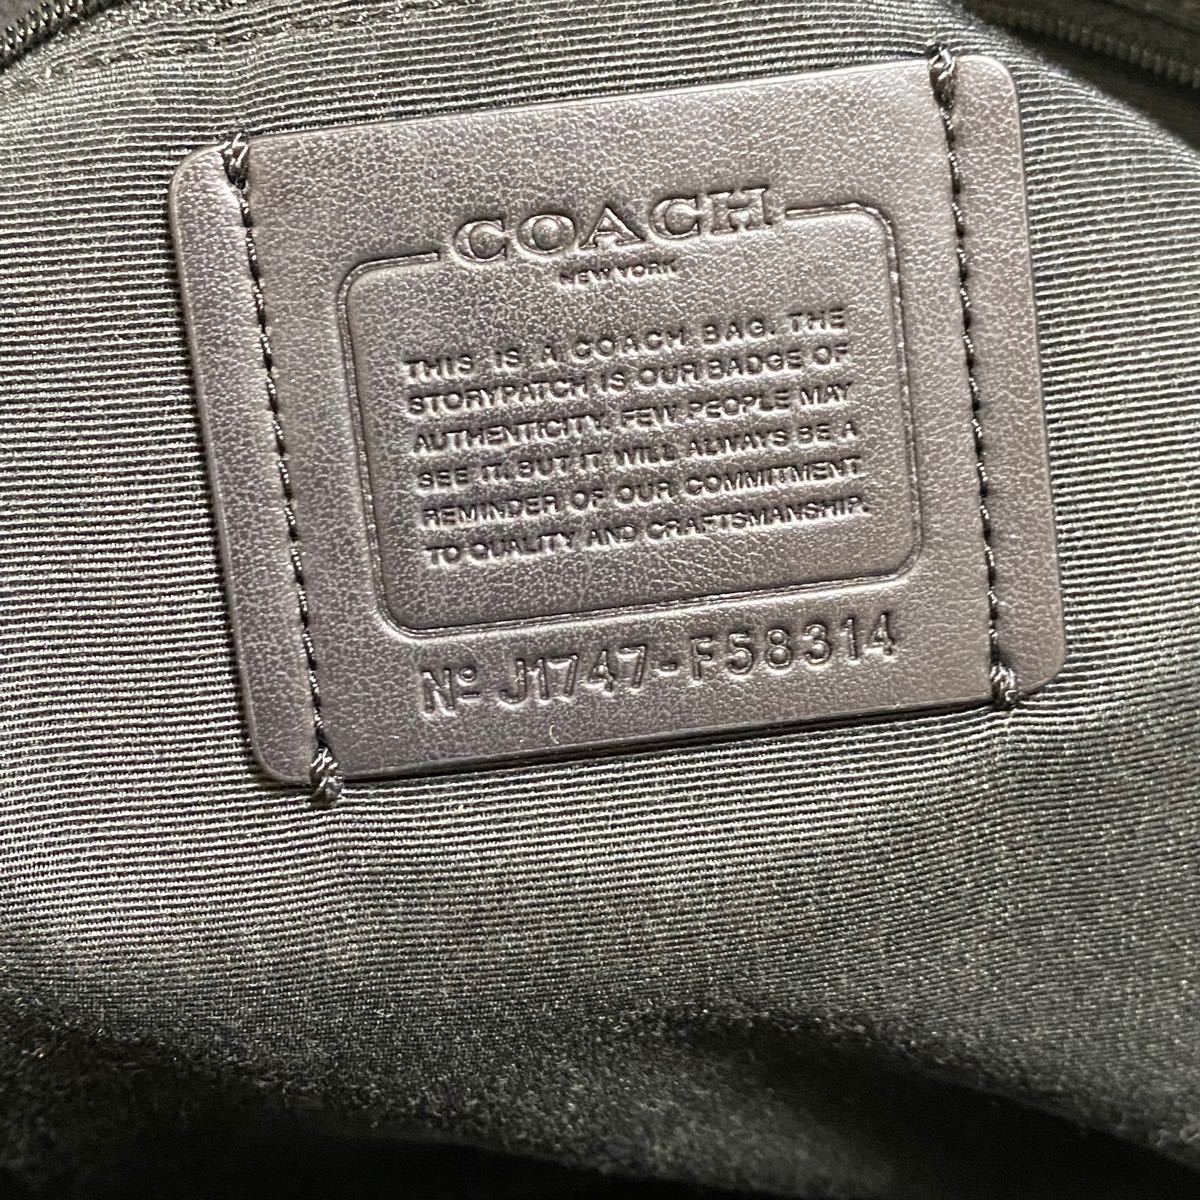 COACH
NEW YORK
THIS IS A COACH BAG. THE
STORYPATCH IS OUR BADGE OF
AUTHENTICITY. FEW PEOPLE MAY
SEE IT. BUT IT WILL ALWAYS BE A
REMINDER OF OUR COMMITMENT
TO QUALITY AND CRAFTSMANSHIP.
Nº J1747-F58314